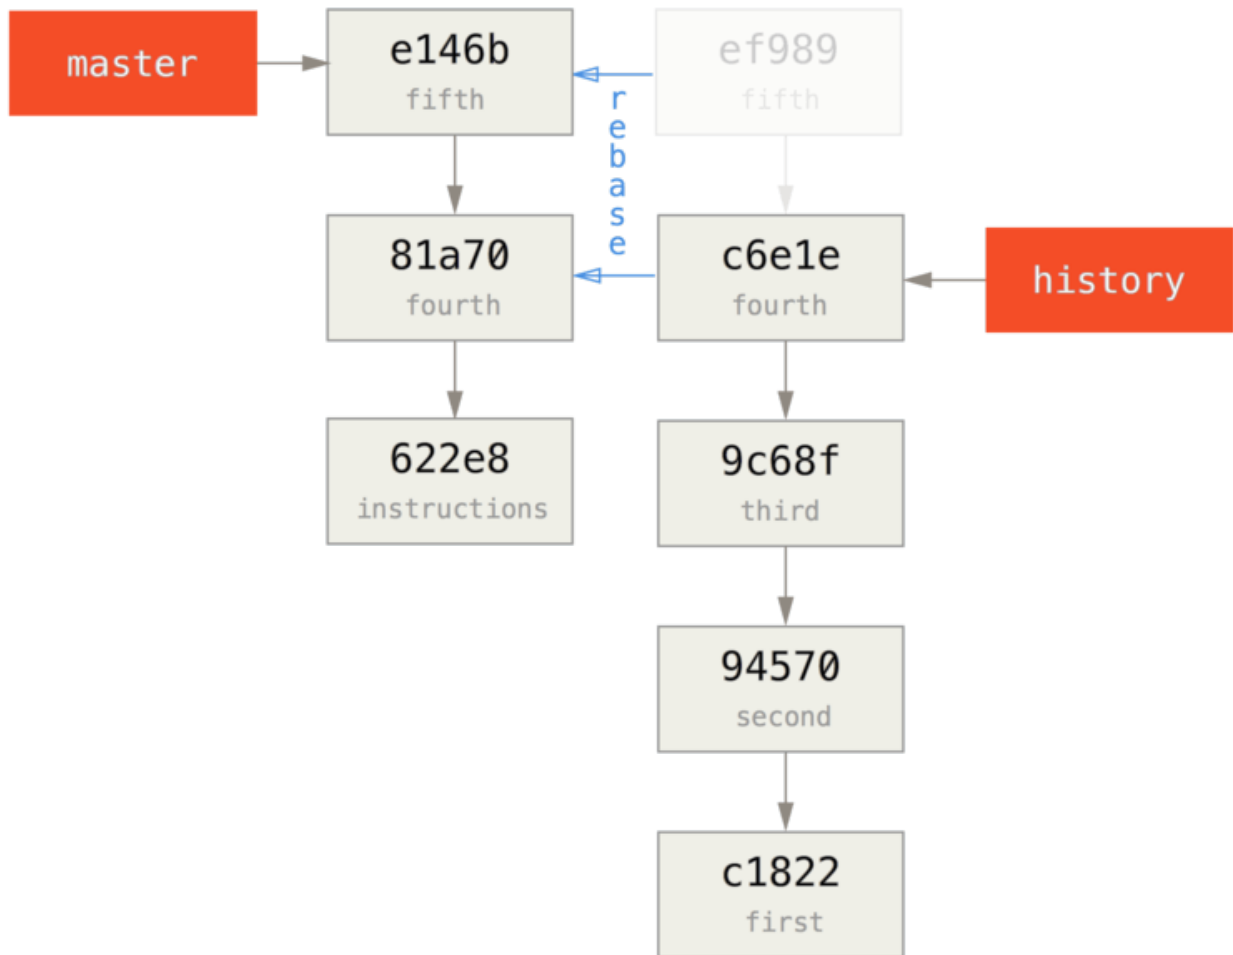 master
e146b
fifth
ef989
fifth
rebase
81a70
fourth
c6e1e
fourth
history
622e8
instructions
9c68f
third
94570
second
c1822
first